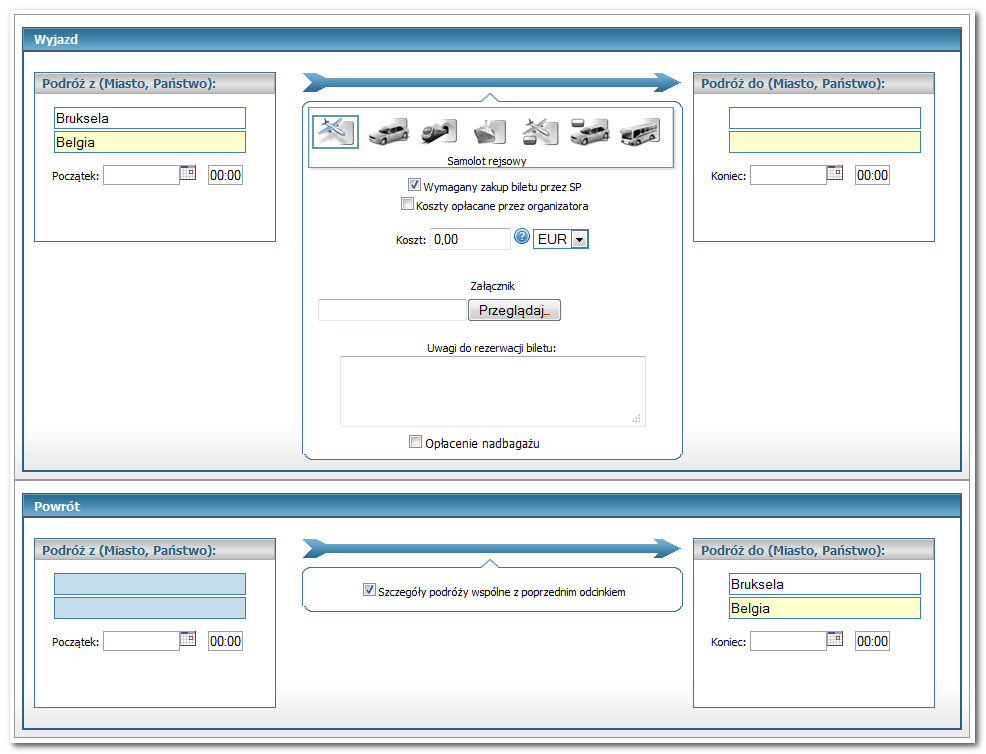 Wyjazd
Podróż z (Miasto, Państwo):
Bruksela
Belgia
Początek: 00:00
Samolot rejsowy
Wymagany zakup biletu przez SP
Koszty opłacane przez organizatora
Koszt: 0,00 ? EUR
Załącznik
Przeglądaj_
Uwagi do rezerwacji biletu:
Opłacenie nadbagażu
Podróż do (Miasto, Państwo):
Koniec: 00:00
Powrót
Podróż z (Miasto, Państwo):
Początek: 00:00
Szczegóły podróży wspólne z poprzednim odcinkiem
Podróż do (Miasto, Państwo):
Bruksela
Belgia
Koniec: 00:00